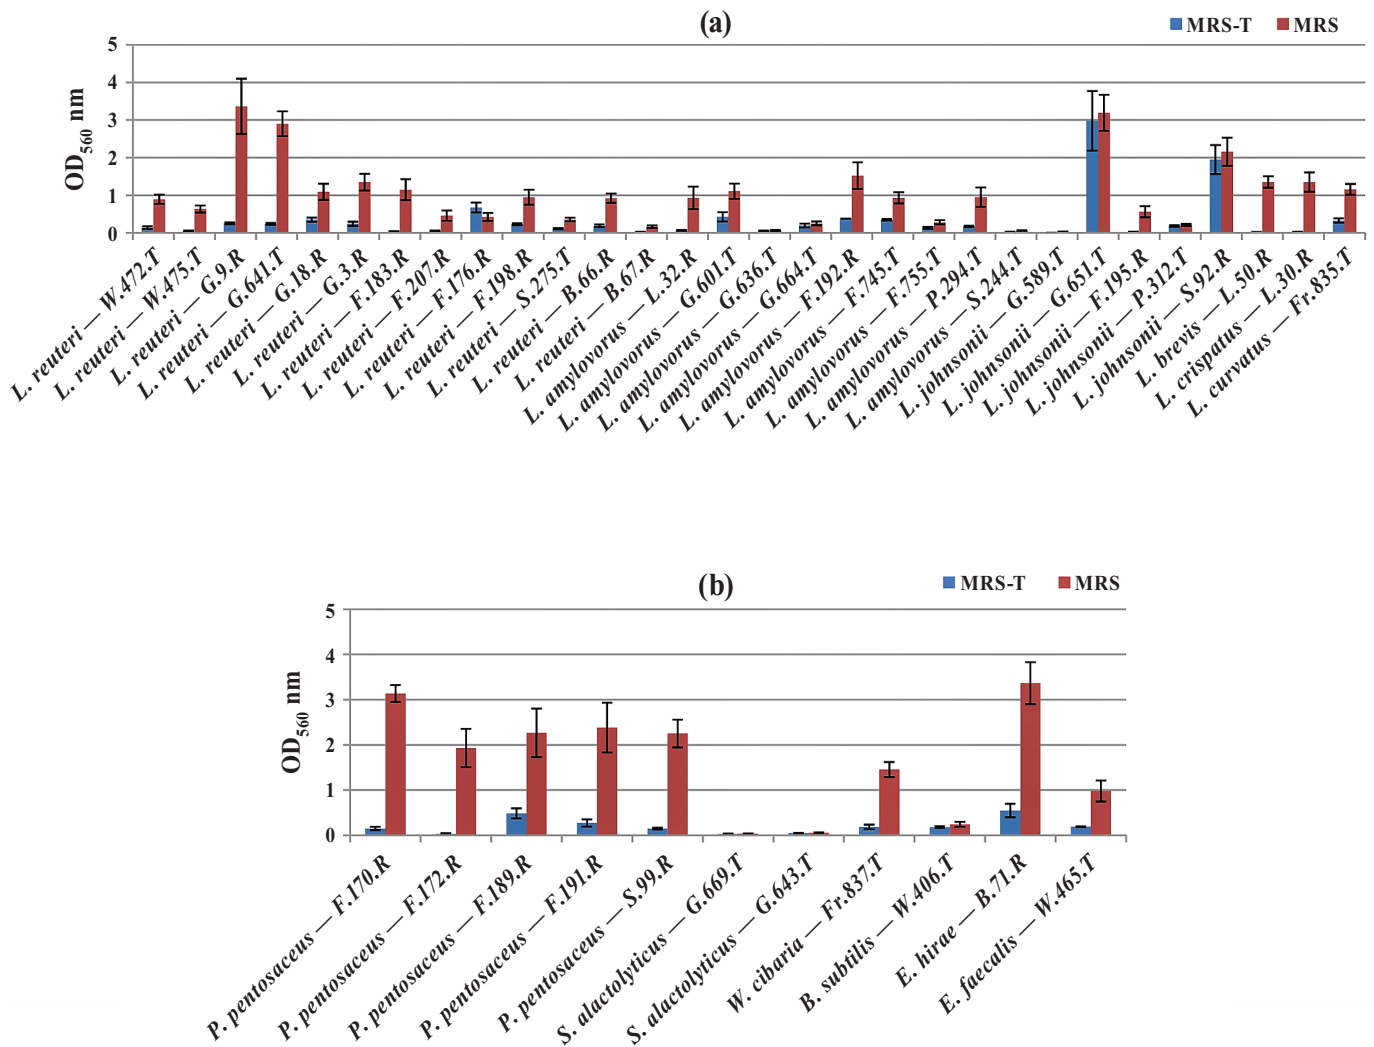 (a)
MRS-T MRS
OD560 nm
5
4
3
2
1
0
L. reuteri — W.472.T
L. reuteri — W.475.T
L. reuteri — G.9.R
L. reuteri — G.641.T
L. reuteri — G.18.R
L. reuteri — G.3.R
L. reuteri — F.183.R
L. reuteri — F.207.R
L. reuteri — F.176.R
L. reuteri — F.198.R
L. reuteri — S.275.T
L. reuteri — B.66.R
L. reuteri — B.67.R
L. amylovorus — L.32.R
L. amylovorus — G.601.T
L. amylovorus — G.636.T
L. amylovorus — G.664.T
L. amylovorus — F.192.R
L. amylovorus — F.745.T
L. amylovorus — F.755.T
L. amylovorus — P.294.T
L. amylovorus — S.244.T
L. johnsonii — G.589.T
L. johnsonii — G.651.T
L. johnsonii — F.195.R
L. johnsonii — P.312.T
L. johnsonii — S.92.R
L. brevis — L.50.R
L. crispatus — L.30.R
L. curvatus — Fr.835.T
(b)
MRS-T MRS
OD560 nm
5
4
3
2
1
0
P. pentosaceus — F.170.R
P. pentosaceus — F.172.R
P. pentosaceus — F.189.R
P. pentosaceus — F.191.R
P. pentosaceus — S.99.R
S. alactolyticus — G.669.T
S. alactolyticus — G.643.T
W. cibaria — Fr.837.T
B. subtilis — W.406.T
E. hirae — B.71.R
E. faecalis — W.465.T